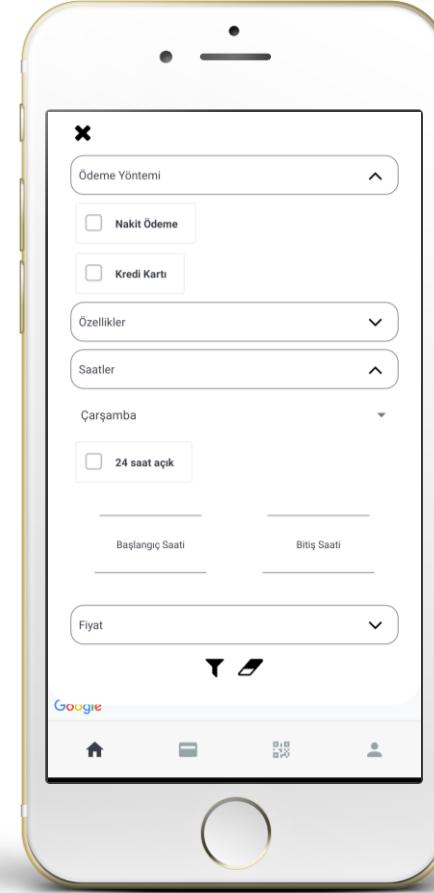 Ödeme Yöntemi
Nakit Ödeme
Kredi Kartı
Özellikler
Saatler
Çarşamba
24 saat açık
Başlangıç Saati
Bitiş Saati
Fiyat
Google